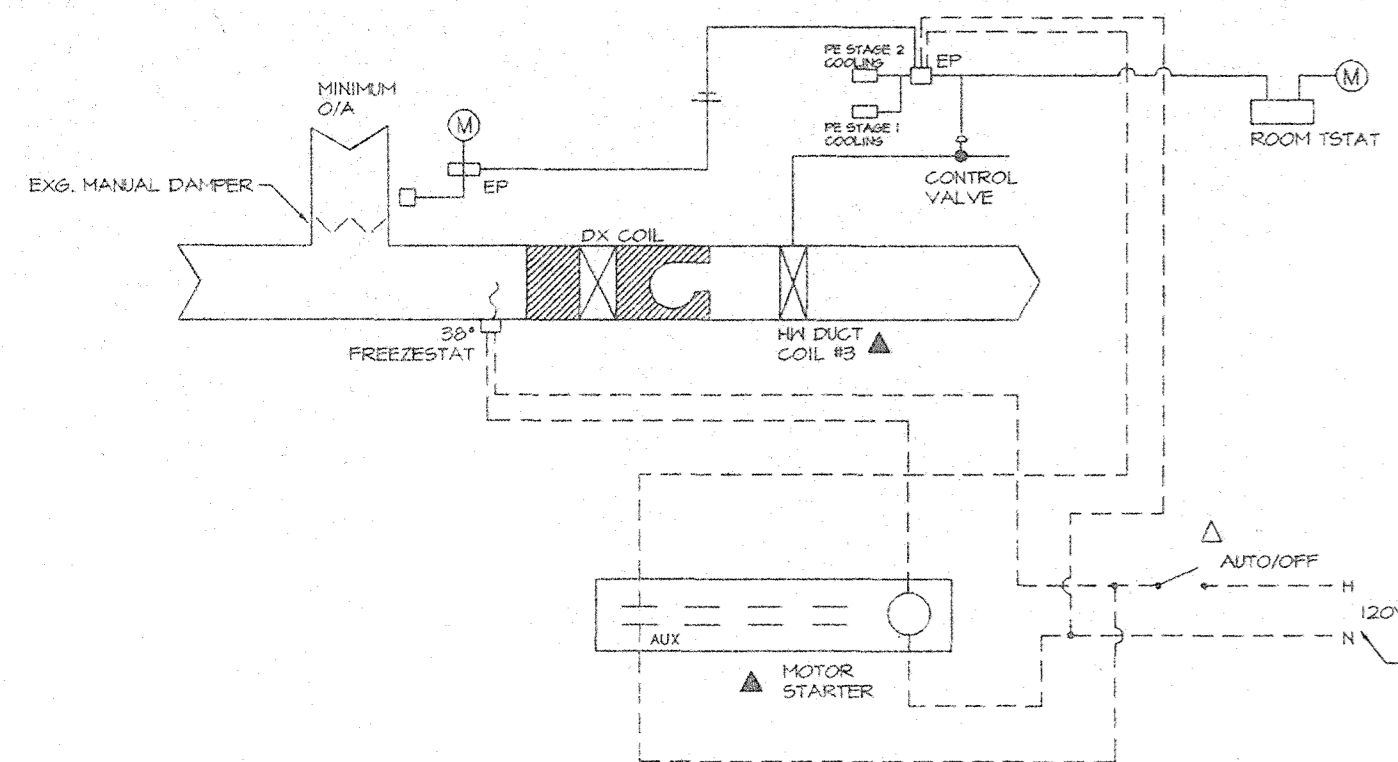 PE STAGE 2
COOLING
EP
M
MINIMUM
O/A
M
PE STAGE 1
COOLING
ROOM TSTAT
EXG. MANUAL DAMPER
EP
CONTROL
VALVE
DX COIL
38°
FREEZESTAT
HW DUCT
COIL #3
AUTO/OFF
H
120V
N
AUX
MOTOR
STARTER